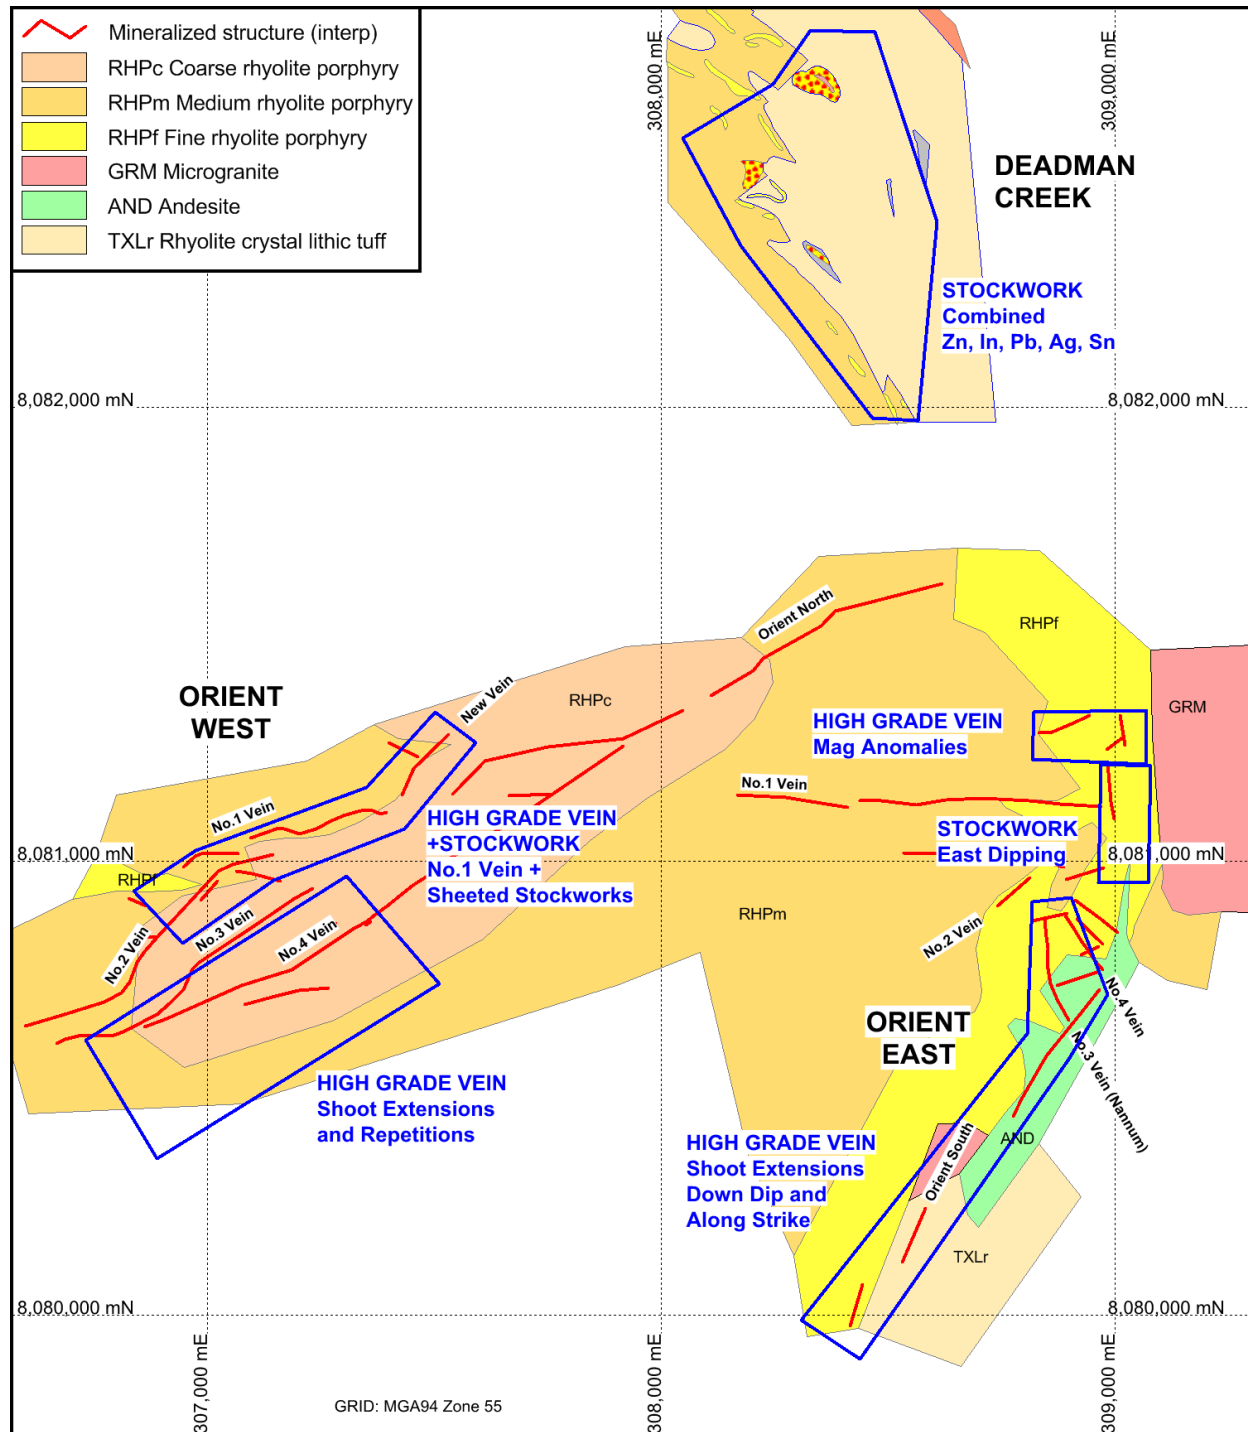 Mineralized structure (interp)
RHPc Coarse rhyolite porphyry
RHPm Medium rhyolite porphyry
RHPf Fine rhyolite porphyry
GRM Microgranite
AND Andesite
TXLr Rhyolite crystal lithic tuff
308,000 mE
309,000 mE
DEADMAN
CREEK
STOCKWORK
Combined
Zn, In, Pb, Ag, Sn
8,082,000 mN
8,082,000 mN
Orient North
RHPf
ORIENT
WEST
New Vein
RHPc
GRM
HIGH GRADE VEIN
Mag Anomalies
No.1 Vein
No.1 Vein
HIGH GRADE VEIN
+STOCKWORK
No.1 Vein +
Sheeted Stockworks
STOCKWORK
East Dipping
8,081,000 mN
8,081,000 mN
RHPf
No.2 Vein
No.3 Vein
No.4 Vein
RHPm
No.2 Vein
ORIENT
EAST
No.4 Vein
No.3 Vein (Nannum)
HIGH GRADE VEIN
Shoot Extensions
and Repetitions
HIGH GRADE VEIN
Shoot Extensions
Down Dip and
Along Strike
AND
Orient South
TXLr
8,080,000 mN
8,080,000 mN
307,000 mE
308,000 mE
309,000 mE
GRID: MGA94 Zone 55